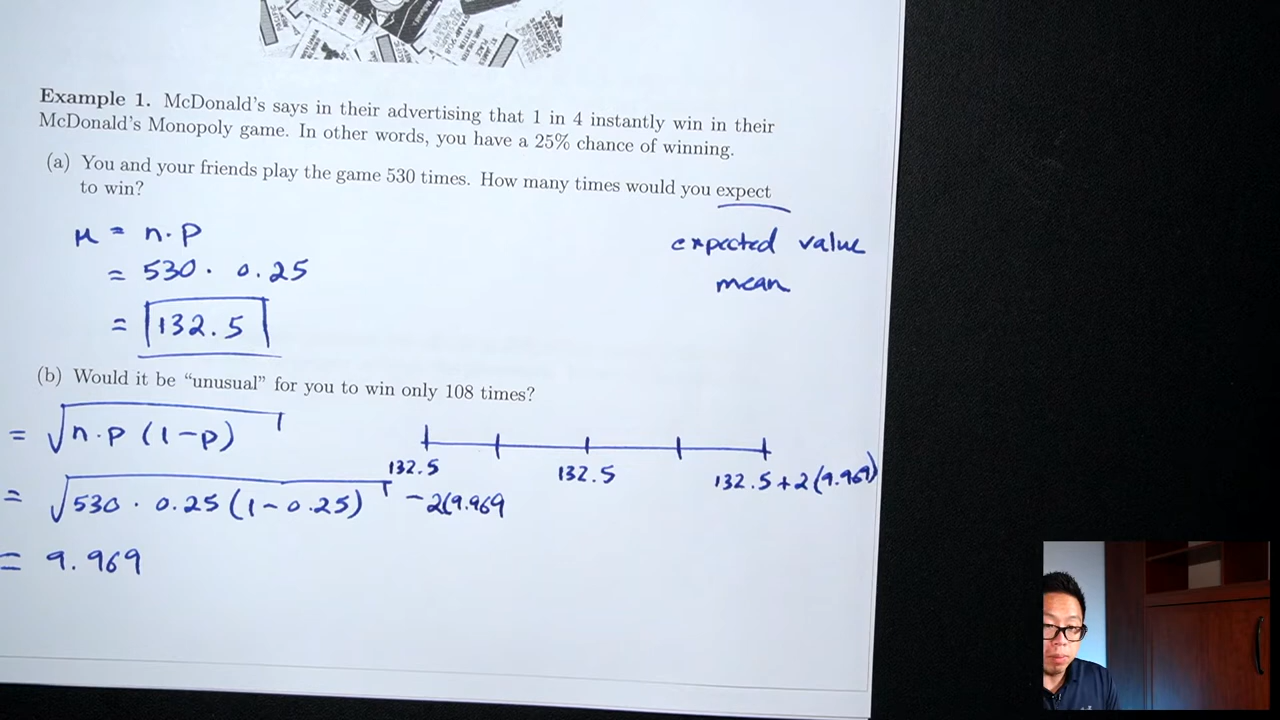 Example 1. McDonald's says in their advertising that 1 in 4 instantly win in their
McDonald's Monopoly game. In other words, you have a 25% chance of winning.
(a) You and your friends play the game 530 times. How many times would you expect
to win?
μ = n·p
= 530 · 0.25
= 132.5
expected value
mean
(b) Would it be “unusual” for you to win only 108 times?
= √n·p (1-p)
= √530 · 0.25 (1-0.25)
= 9.969
132.5
-2(9.969
132.5
132.5+2(9.969)